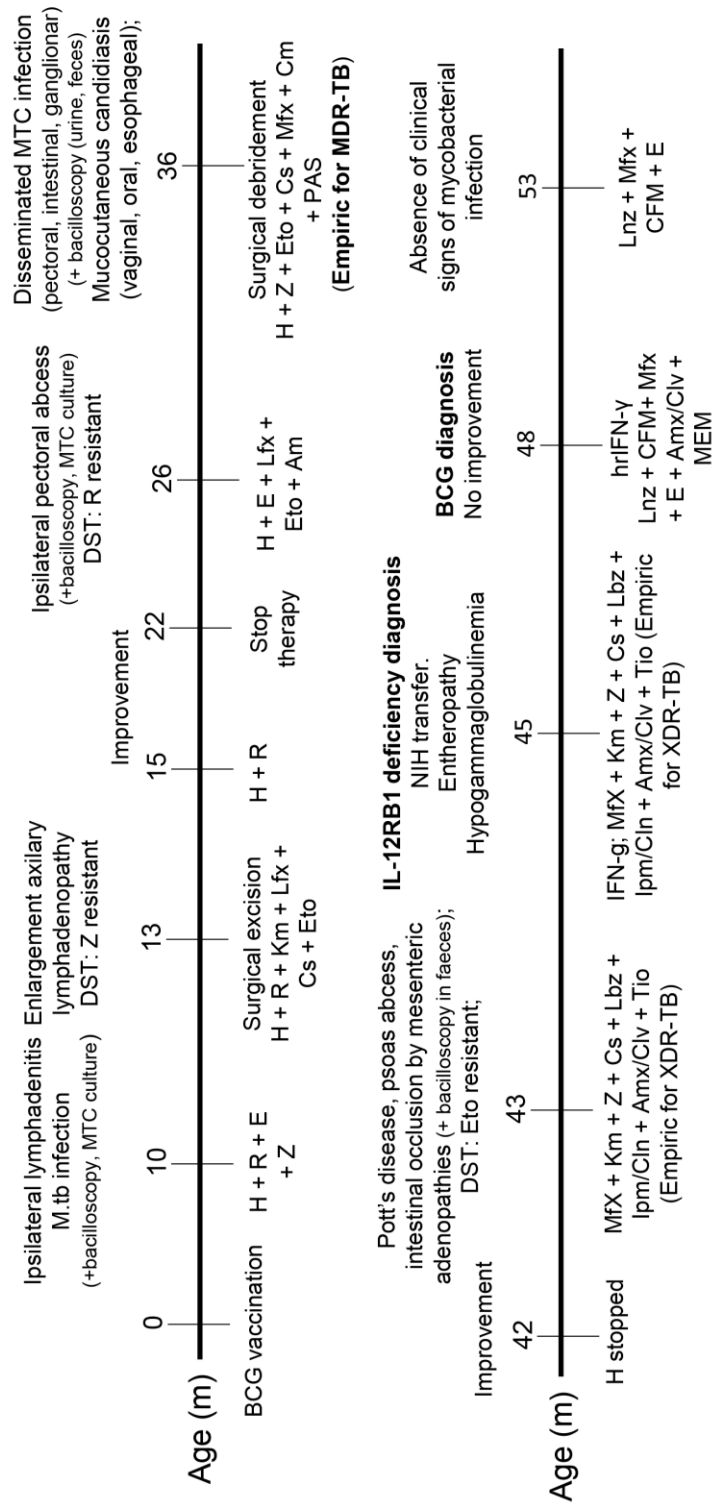 Ipsilateral lymphadenitis
M.tb infection
(+bacilloscopy, MTC culture)
Enlargement axilary
lymphadenopathy
DST: Z resistant
Improvement
Ipsilateral pectoral abcess
(+bacilloscopy, MTC culture)
DST: R resistant
Disseminated MTC infection
(pectoral, intestinal, ganglionar)
(+ bacilloscopy (urine, feces)
Mucocutaneous candidiasis
(vaginal, oral, esophageal);
Age (m)
0
10
13
15
22
26
36
BCG vaccination
H + R + E
+ Z
Surgical excision
H + R + Km + Lfx +
Cs + Eto
H + R
Stop
therapy
H + E + Lfx +
Eto + Am
Surgical debridement
H + Z + Eto + Cs + Mfx + Cm
+ PAS
(Empiric for MDR-TB)
Improvement
Pott's disease, psoas abcess,
intestinal occlusion by mesenteric
adenopathies (+ bacilloscopy in faeces);
DST: Eto resistant;
IL-12RB1 deficiency diagnosis
NIH transfer.
Entheropathy
Hypogammaglobulinemia
BCG diagnosis
No improvement
Absence of clinical
signs of mycobacterial
infection
Age (m)
42
43
45
48
53
H stopped
MfX + Km + Z + Cs + Lbz +
Ipm/Cln + Amx/Clv + Tio
(Empiric for XDR-TB)
IFN-g; MfX + Km + Z + Cs + Lbz +
Ipm/Cln + Amx/Clv + Tio (Empiric
for XDR-TB)
hrIFN-γ
Lnz + CFM+ Mfx
+ E + Amx/Clv +
MEM
Lnz + Mfx +
CFM + E